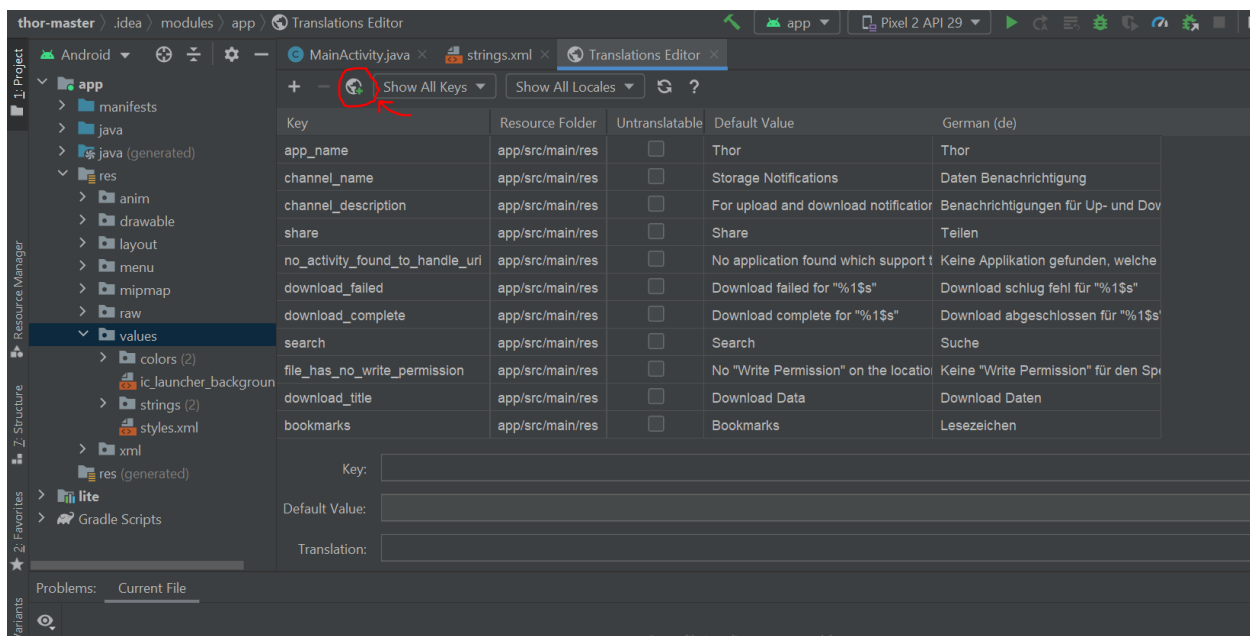 thor-master › .idea › modules › app › Translations Editor
app
Pixel 2 API 29
Android
MainActivity.java
strings.xml
Translations Editor
1: Project
Resource Manager
7: Structure
2: Favorites
Variants
app
manifests
java
java (generated)
res
anim
drawable
layout
menu
mipmap
raw
values
colors (2)
ic_launcher_backgroun
strings (2)
styles.xml
xml
res (generated)
lite
Gradle Scripts
+ − Show All Keys Show All Locales ?
Key Resource Folder Untranslatable Default Value German (de)
app_name app/src/main/res Thor Thor
channel_name app/src/main/res Storage Notifications Daten Benachrichtigung
channel_description app/src/main/res For upload and download notification Benachrichtigungen für Up- und Dov
share app/src/main/res Share Teilen
no_activity_found_to_handle_uri app/src/main/res No application found which support t Keine Applikation gefunden, welche
download_failed app/src/main/res Download failed for "%1$s" Download schlug fehl für "%1$s"
download_complete app/src/main/res Download complete for "%1$s" Download abgeschlossen für "%1$s'
search app/src/main/res Search Suche
file_has_no_write_permission app/src/main/res No "Write Permission" on the location Keine "Write Permission" für den Spe
download_title app/src/main/res Download Data Download Daten
bookmarks app/src/main/res Bookmarks Lesezeichen
Key:
Default Value:
Translation:
Problems: Current File